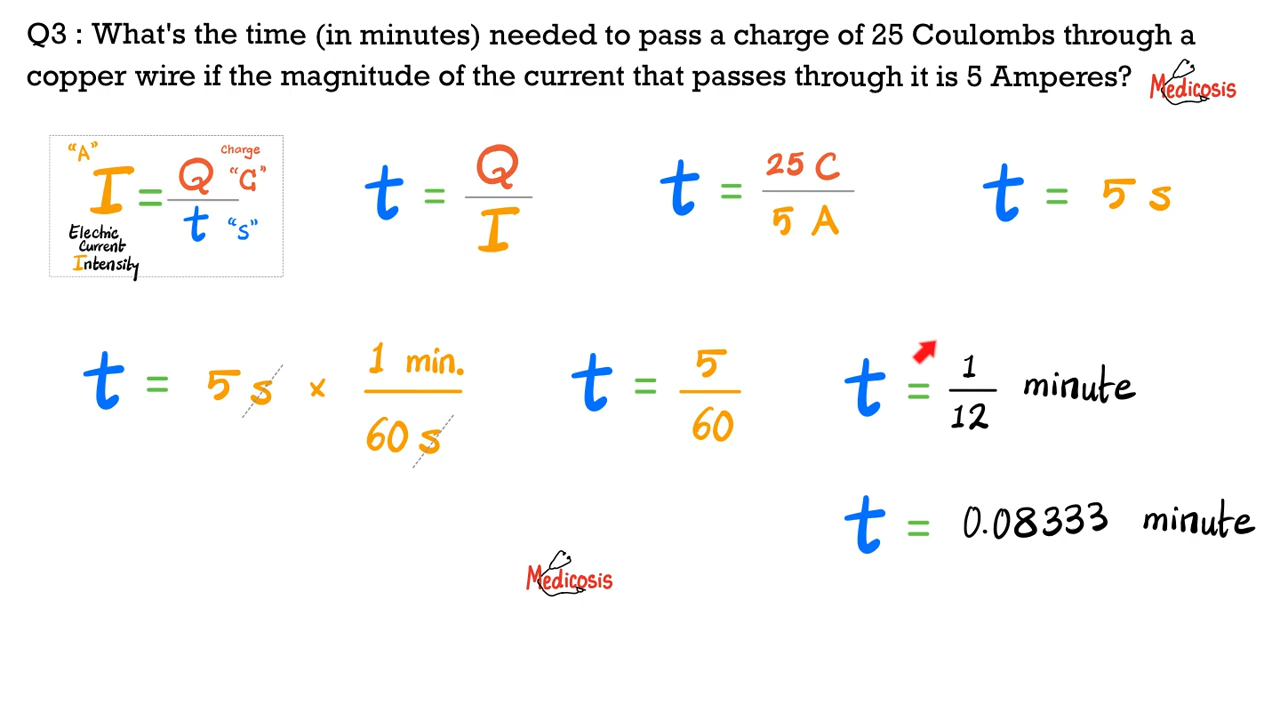 Q3 : What's the time (in minutes) needed to pass a charge of 25 Coulombs through a
copper wire if the magnitude of the current that passes through it is 5 Amperes?
Medicosis
"A"
I = Q / t
Charge
"C"
"S"
Electric
Current
Intensity
t = Q / I
t = 25 C / 5 A
t = 5 s
t = 5 s × 1 min. / 60 s
t = 5 / 60
t = 1 / 12 minute
t = 0.08333 minute
Medicosis